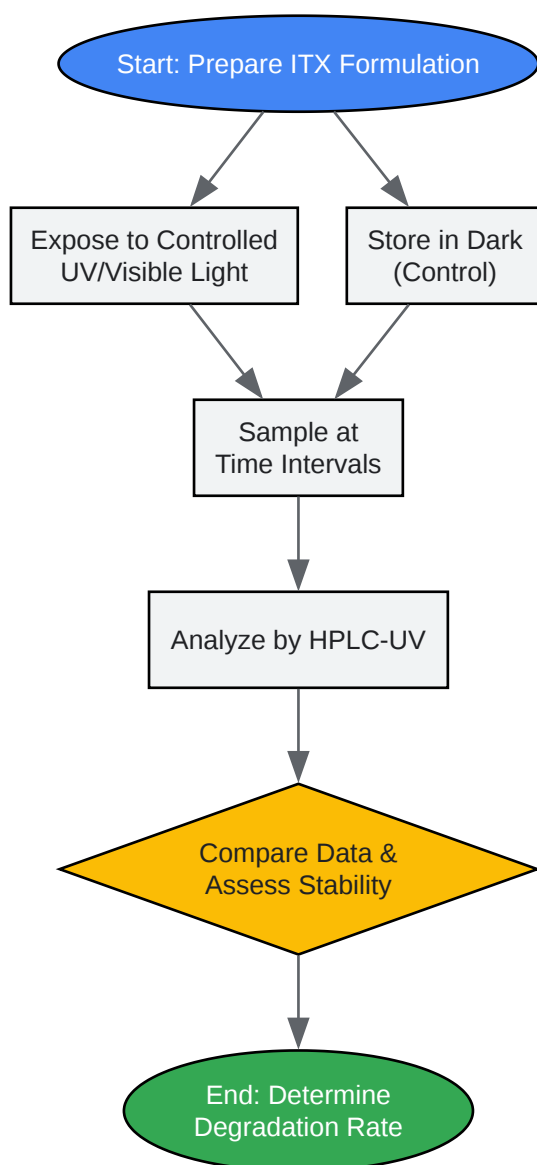 Start: Prepare ITX Formulation
Expose to Controlled
UV/Visible Light
Store in Dark
(Control)
Sample at
Time Intervals
Analyze by HPLC-UV
Compare Data &
Assess Stability
End: Determine
Degradation Rate